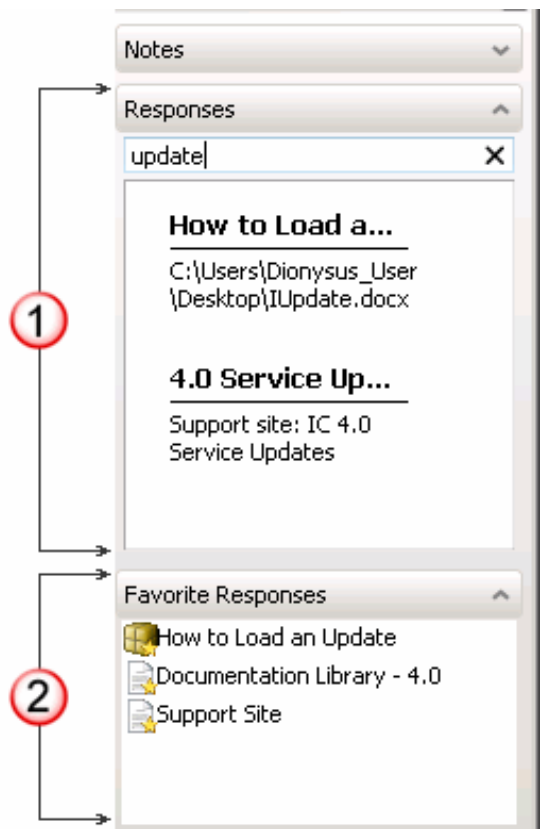 Notes
Responses
update
How to Load a...
C:\Users\Dionysus_User
\Desktop\IUpdate.docx
1
4.0 Service Up...
Support site: IC 4.0
Service Updates
Favorite Responses
How to Load an Update
Documentation Library - 4.0
2
Support Site